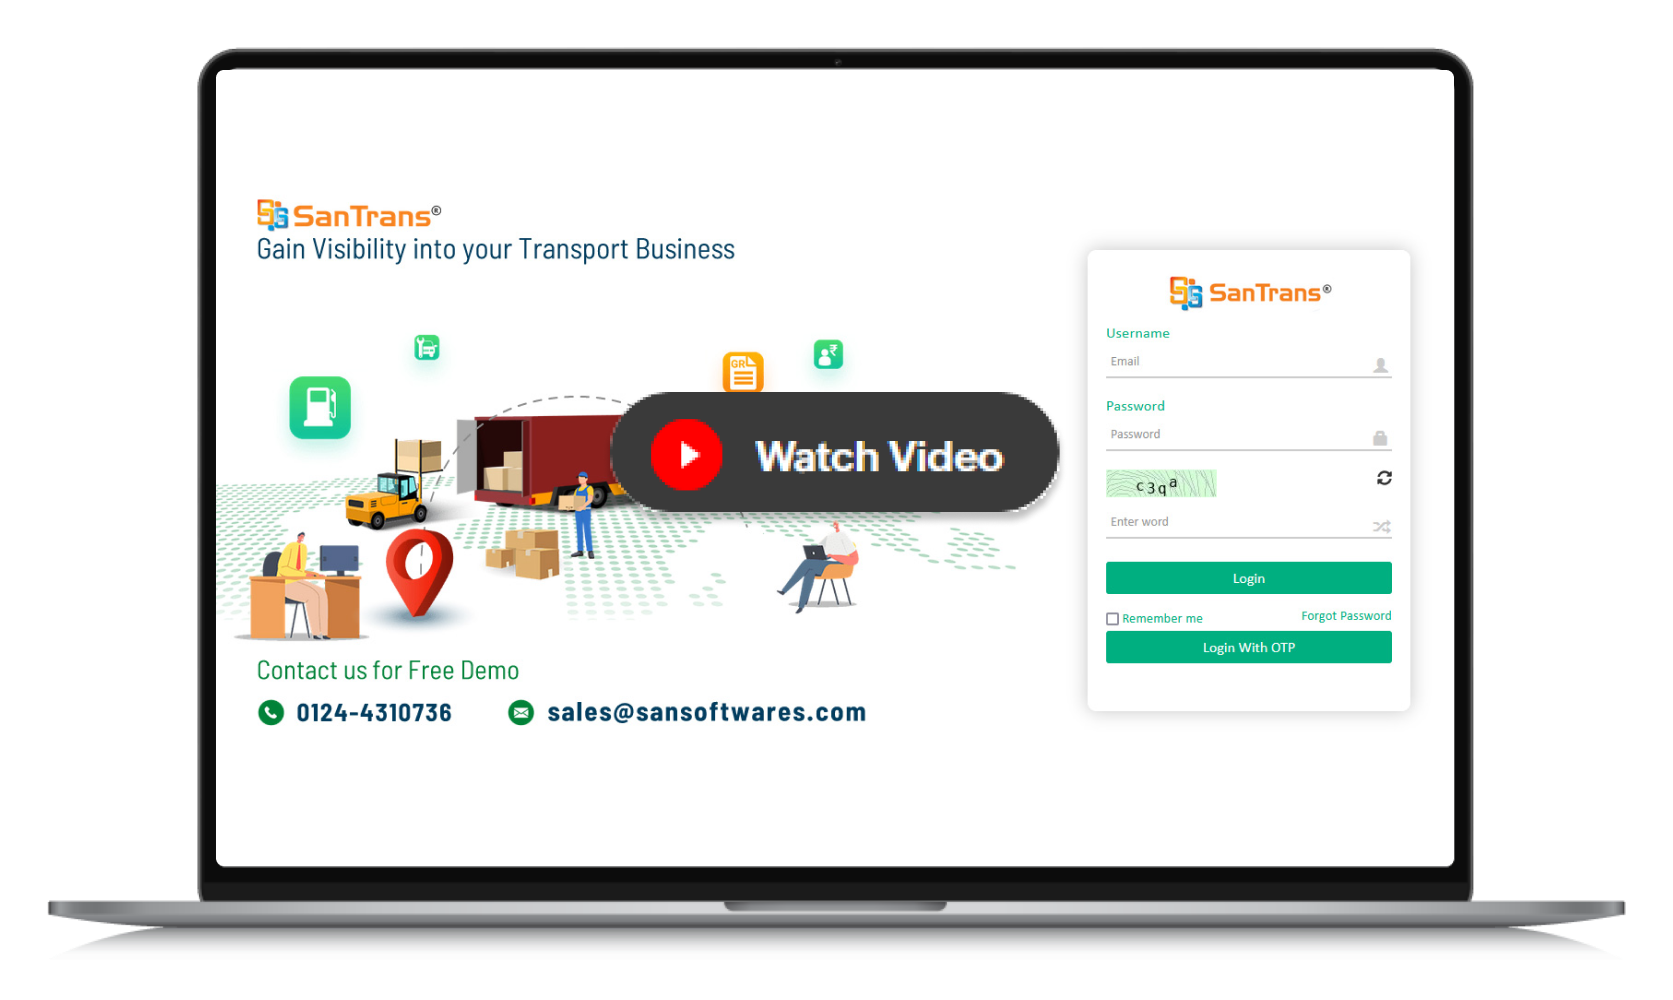 SanTrans®
Gain Visibility into your Transport Business
GR
₹
Watch Video
Contact us for Free Demo
0124-4310736
sales@sansoftwares.com
SanTrans®
Username
Email
Password
Password
c3qa
Enter word
Login
Remember me
Forgot Password
Login With OTP